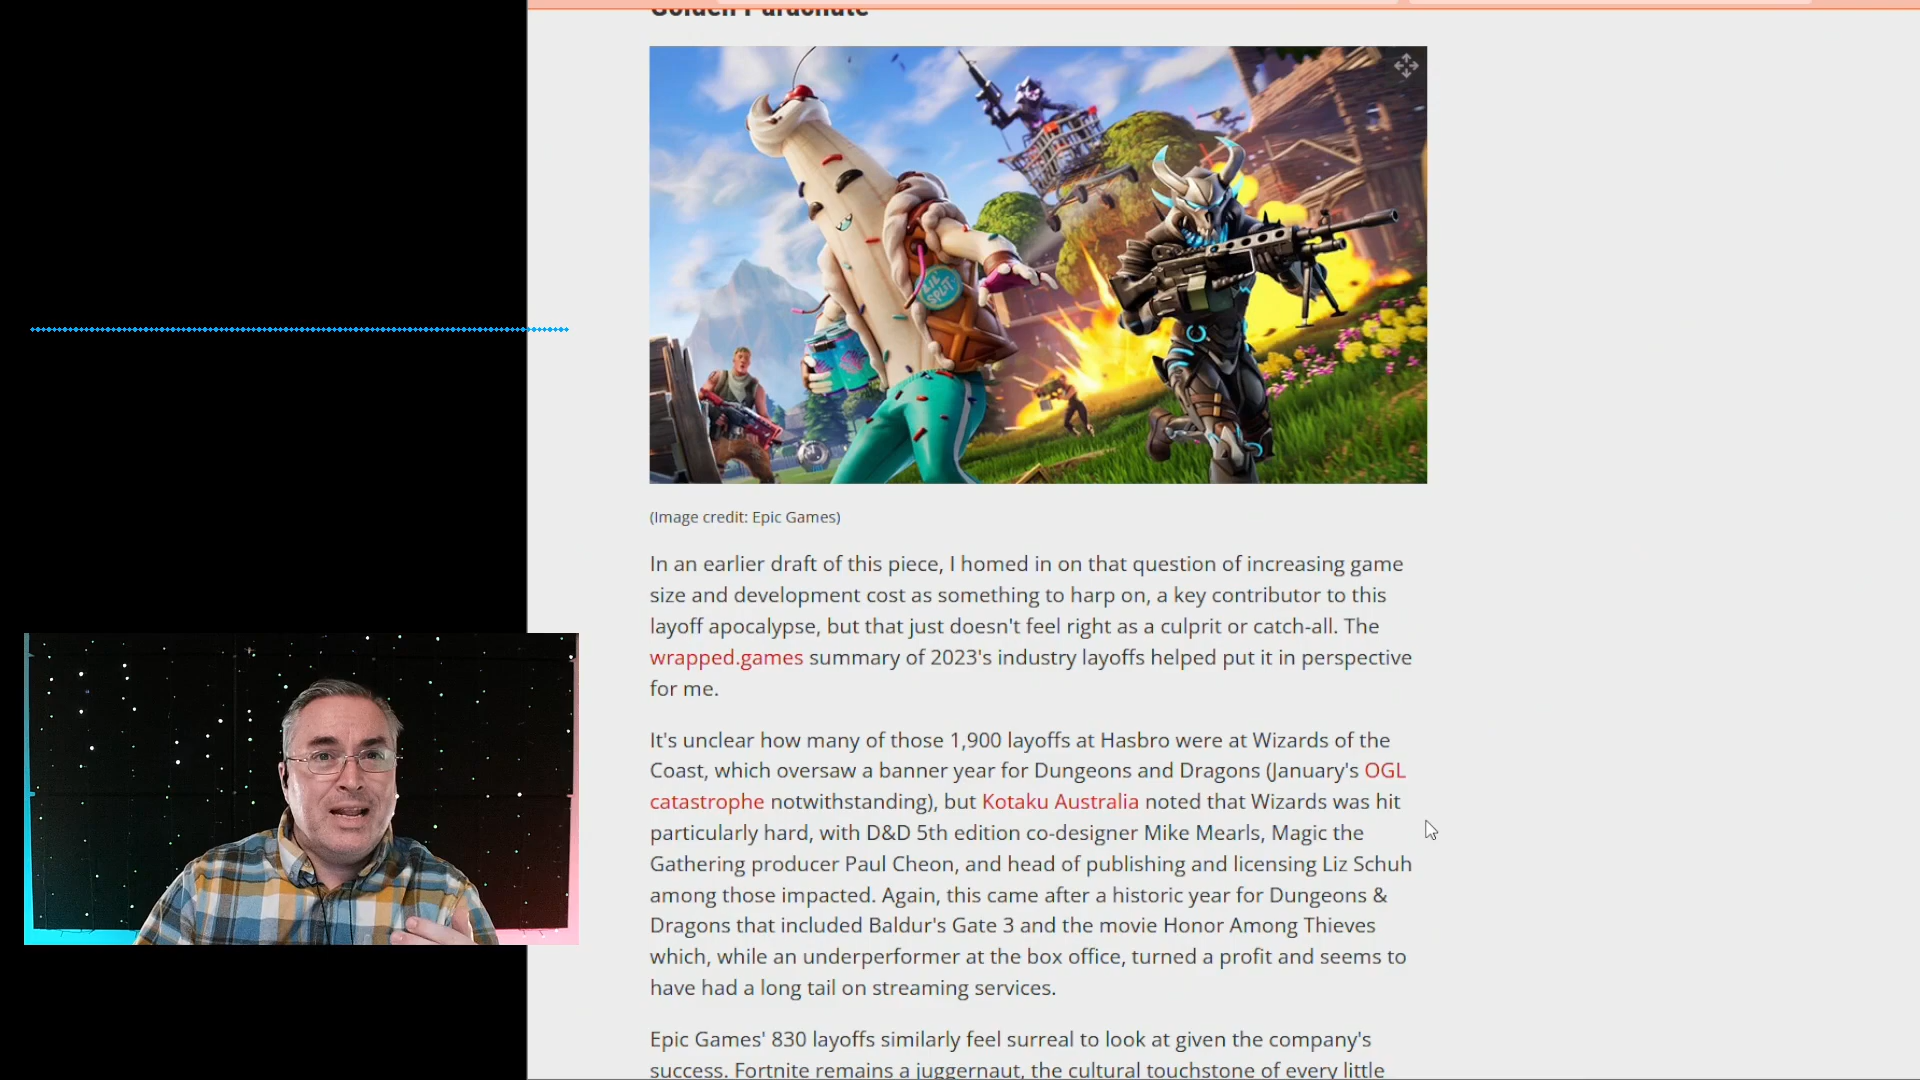 Golden Parachute
LIL SPLIT
(Image credit: Epic Games)
In an earlier draft of this piece, I homed in on that question of increasing game
size and development cost as something to harp on, a key contributor to this
layoff apocalypse, but that just doesn't feel right as a culprit or catch-all. The
wrapped.games summary of 2023's industry layoffs helped put it in perspective
for me.
It's unclear how many of those 1,900 layoffs at Hasbro were at Wizards of the
Coast, which oversaw a banner year for Dungeons and Dragons (January's OGL
catastrophe notwithstanding), but Kotaku Australia noted that Wizards was hit
particularly hard, with D&D 5th edition co-designer Mike Mearls, Magic the
Gathering producer Paul Cheon, and head of publishing and licensing Liz Schuh
among those impacted. Again, this came after a historic year for Dungeons &
Dragons that included Baldur's Gate 3 and the movie Honor Among Thieves
which, while an underperformer at the box office, turned a profit and seems to
have had a long tail on streaming services.
Epic Games' 830 layoffs similarly feel surreal to look at given the company's
success. Fortnite remains a juggernaut, the cultural touchstone of every little